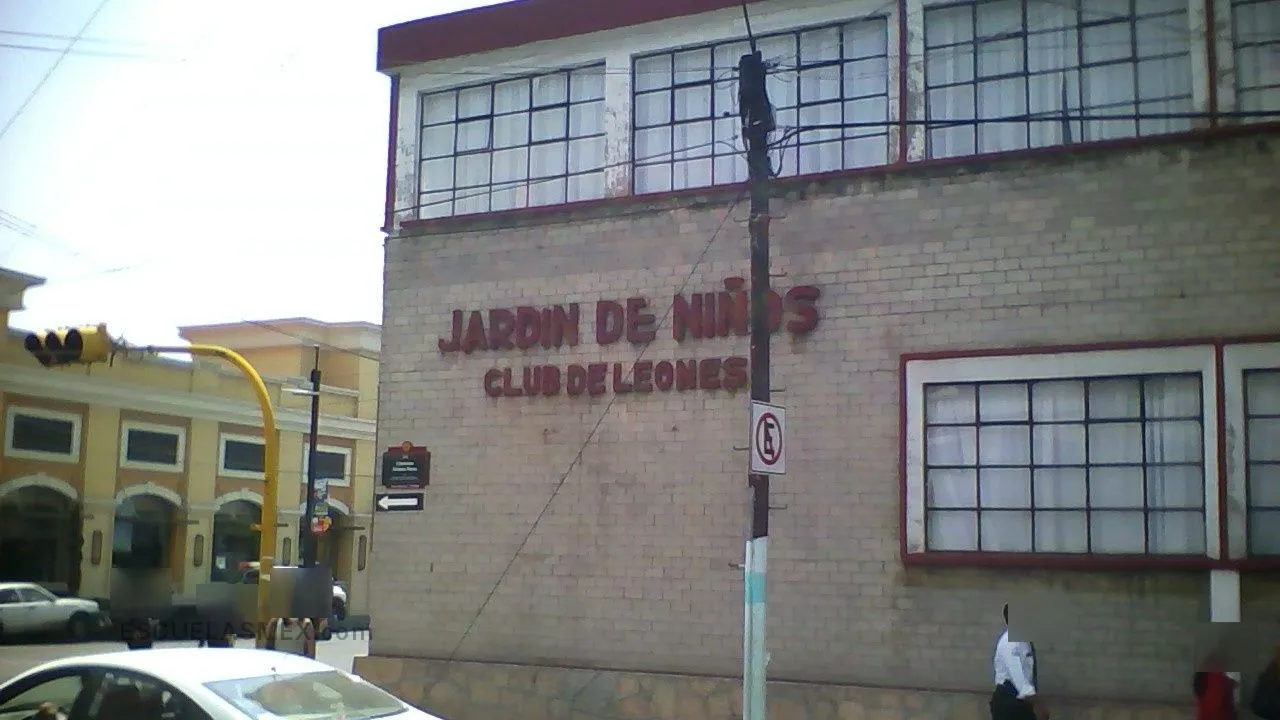 JARDIN DE NIÑOS
CLUB DE LEONES
E
ESCUELASMEX.com